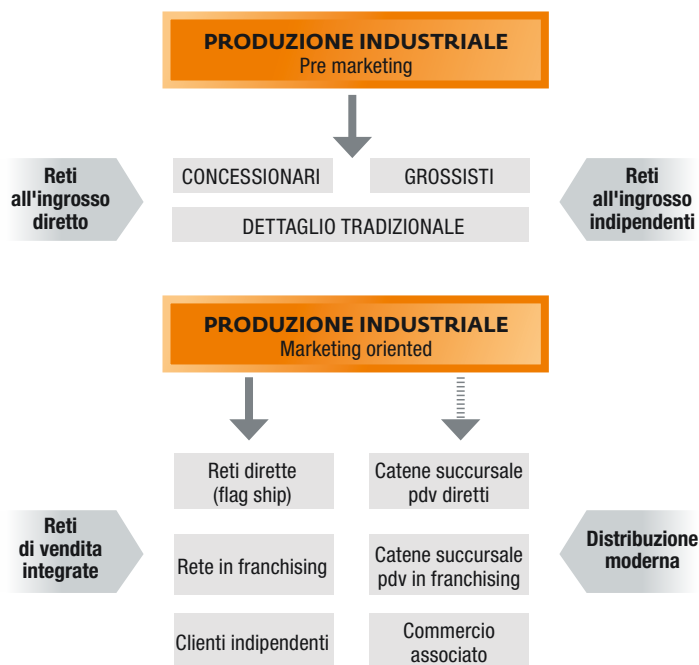 PRODUZIONE INDUSTRIALE
Pre marketing
Reti
all'ingrosso
diretto
CONCESSIONARI
GROSSISTI
DETTAGLIO TRADIZIONALE
Reti
all'ingrosso
indipendenti
PRODUZIONE INDUSTRIALE
Marketing oriented
Reti
di vendita
integrate
Reti dirette
(flag ship)
Catene succursale
pdv diretti
Rete in franchising
Catene succursale
pdv in franchising
Clienti indipendenti
Commercio
associato
Distribuzione
moderna